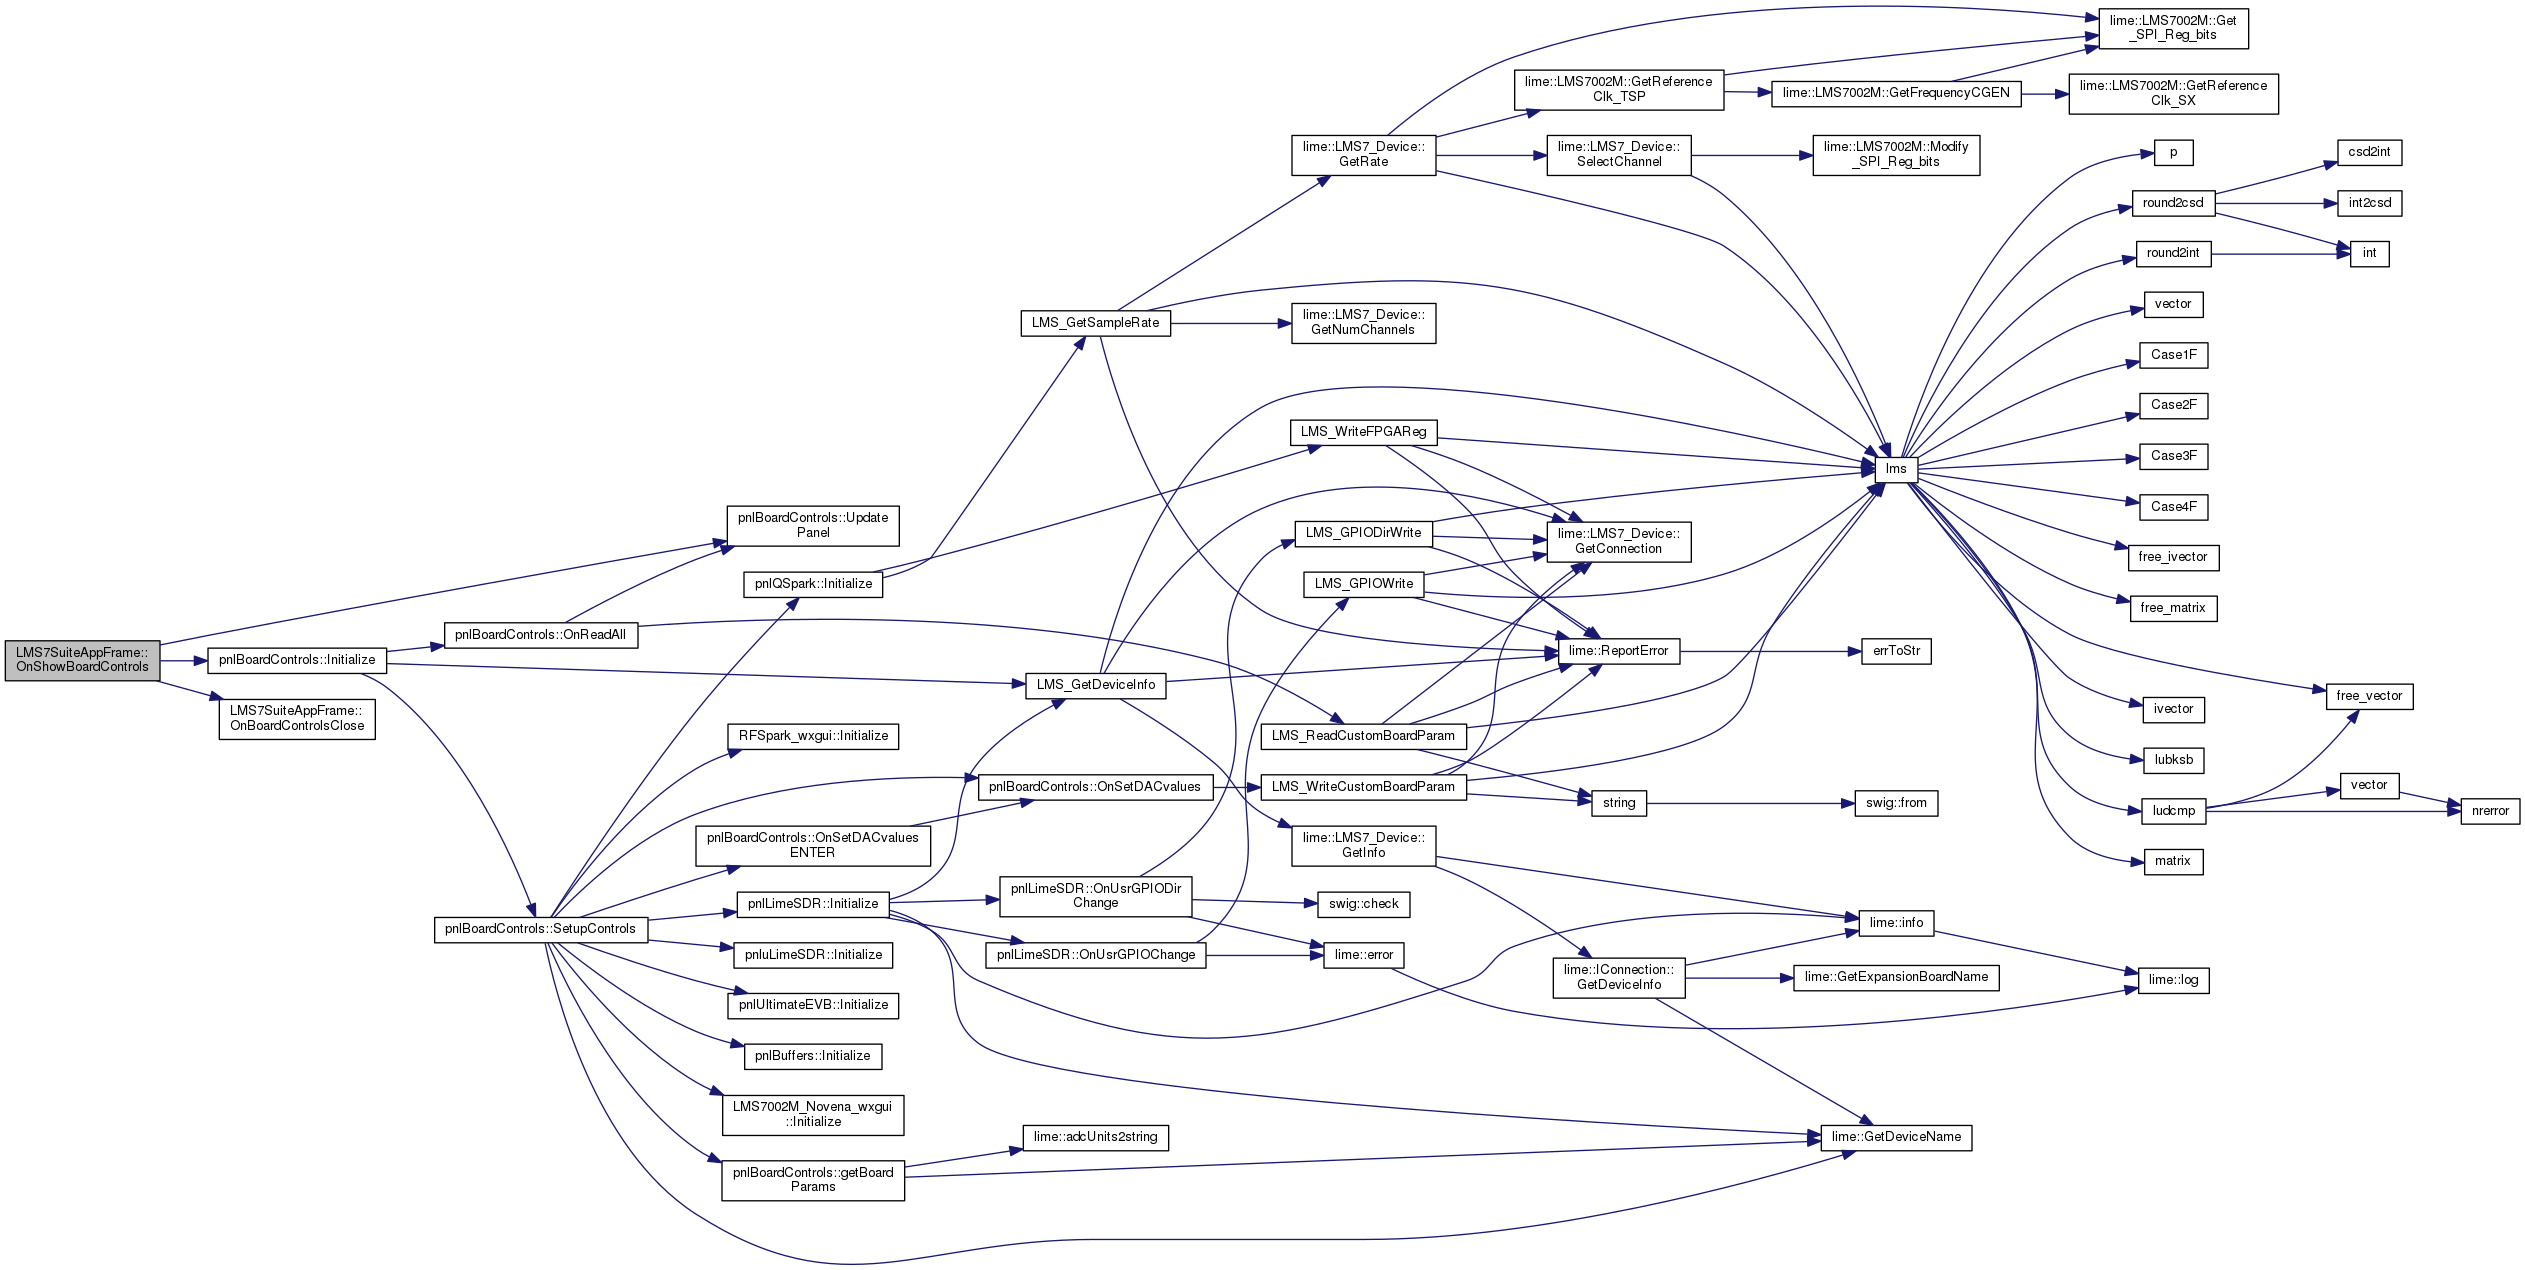 LMS7SuiteAppFrame::
OnShowBoardControls
pnlBoardControls::Initialize
LMS7SuiteAppFrame::
OnBoardControlsClose
pnlBoardControls::OnReadAll
pnlBoardControls::SetupControls
pnlBoardControls::Update
Panel
pnlQSpark::Initialize
RFSpark_wxgui::Initialize
pnlBoardControls::OnSetDACvalues
ENTER
pnlLimeSDR::Initialize
pnluLimeSDR::Initialize
pnlUltimateEVB::Initialize
pnlBuffers::Initialize
LMS7002M_Novena_wxgui
::Initialize
pnlBoardControls::getBoard
Params
LMS_GetSampleRate
LMS_GetDeviceInfo
pnlBoardControls::OnSetDACvalues
pnlLimeSDR::OnUsrGPIODir
Change
pnlLimeSDR::OnUsrGPIOChange
lime::adcUnits2string
lime::LMS7_Device::
GetRate
lime::LMS7_Device::
GetNumChannels
LMS_WriteFPGAReg
LMS_GPIODirWrite
LMS_GPIOWrite
LMS_ReadCustomBoardParam
LMS_WriteCustomBoardParam
lime::LMS7_Device::
GetInfo
swig::check
lime::error
lime::LMS7002M::GetReference
Clk_TSP
lime::LMS7_Device::
SelectChannel
lime::LMS7_Device::
GetConnection
lime::ReportError
string
lime::IConnection::
GetDeviceInfo
lime::LMS7002M::GetFrequencyCGEN
lime::LMS7002M::Modify
_SPI_Reg_bits
lms
errToStr
swig::from
lime::info
lime::GetExpansionBoardName
lime::GetDeviceName
lime::LMS7002M::Get
_SPI_Reg_bits
lime::LMS7002M::GetReference
Clk_SX
p
round2csd
round2int
vector
Case1F
Case2F
Case3F
Case4F
free_ivector
free_matrix
ivector
lubksb
ludcmp
matrix
lime::log
csd2int
int2csd
int
free_vector
vector
nrerror